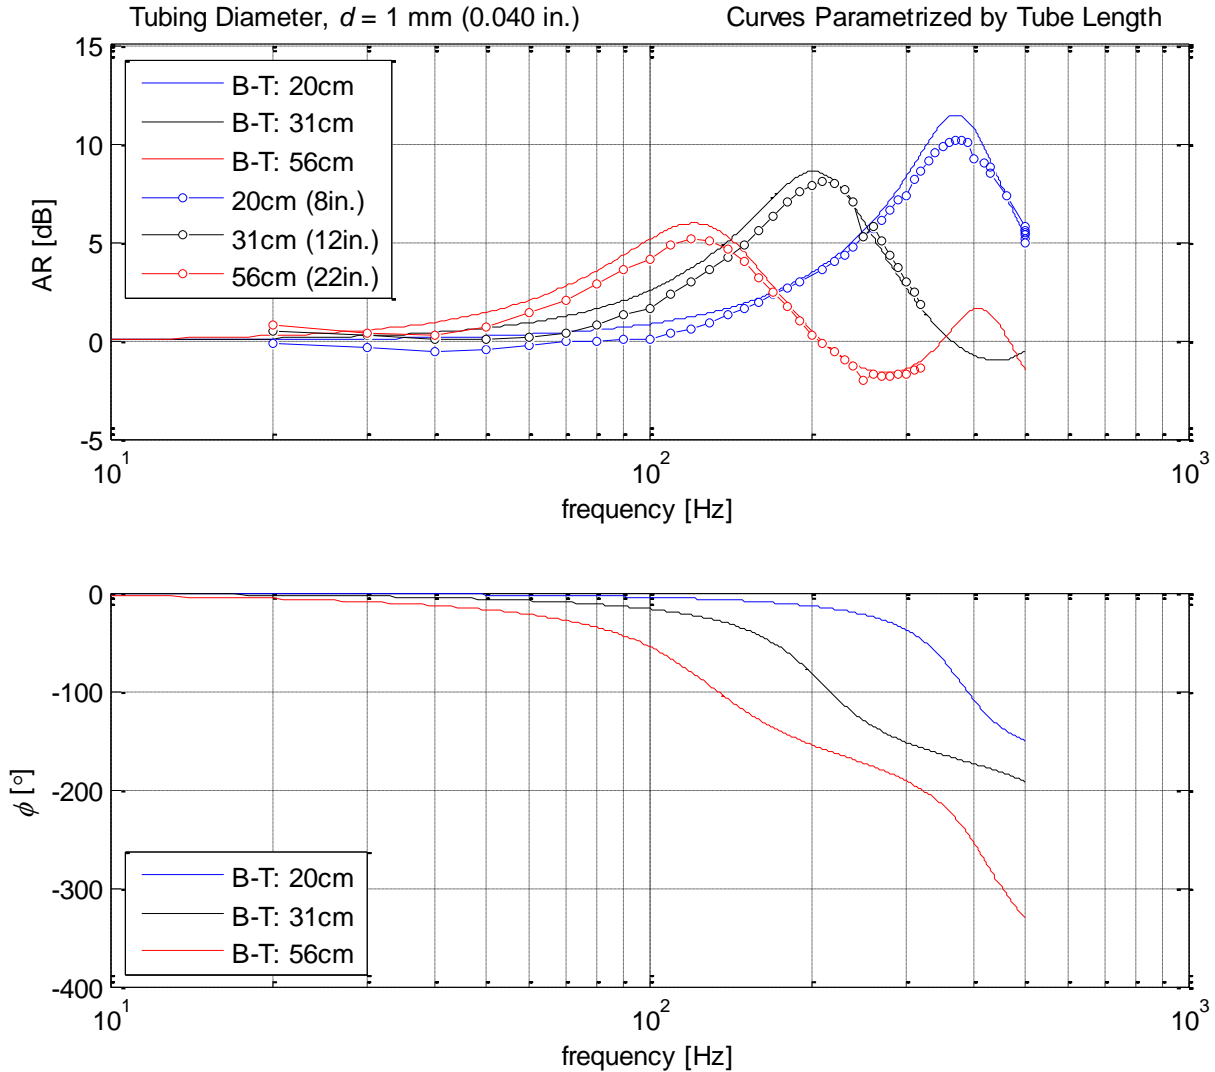 Tubing Diameter, d = 1 mm (0.040 in.) Curves Parametrized by Tube Length
15
10
5
0
-5
AR [dB]
B-T: 20cm
B-T: 31cm
B-T: 56cm
20cm (8in.)
31cm (12in.)
56cm (22in.)
10^1 10^2 10^3
frequency [Hz]
0
-100
-200
-300
-400
ϕ [°]
B-T: 20cm
B-T: 31cm
B-T: 56cm
10^1 10^2 10^3
frequency [Hz]